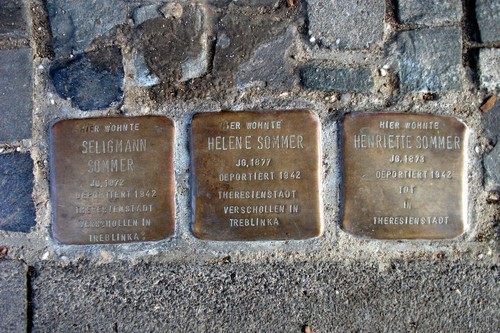 HIER WOHNTE
SELIGMANN
SOMMER
JG. 1872
DEPORTIERT 1942
THERESIENSTADT
VERSCHOLLEN IN
TREBLINKA
HIER WOHNTE
HELENE SOMMER
JG. 1877
DEPORTIERT 1942
THERESIENSTADT
VERSCHOLLEN IN
TREBLINKA
HIER WOHNTE
HENRIETTE SOMMER
JG. 1873
DEPORTIERT 1942
TOT
IN
THERESIENSTADT